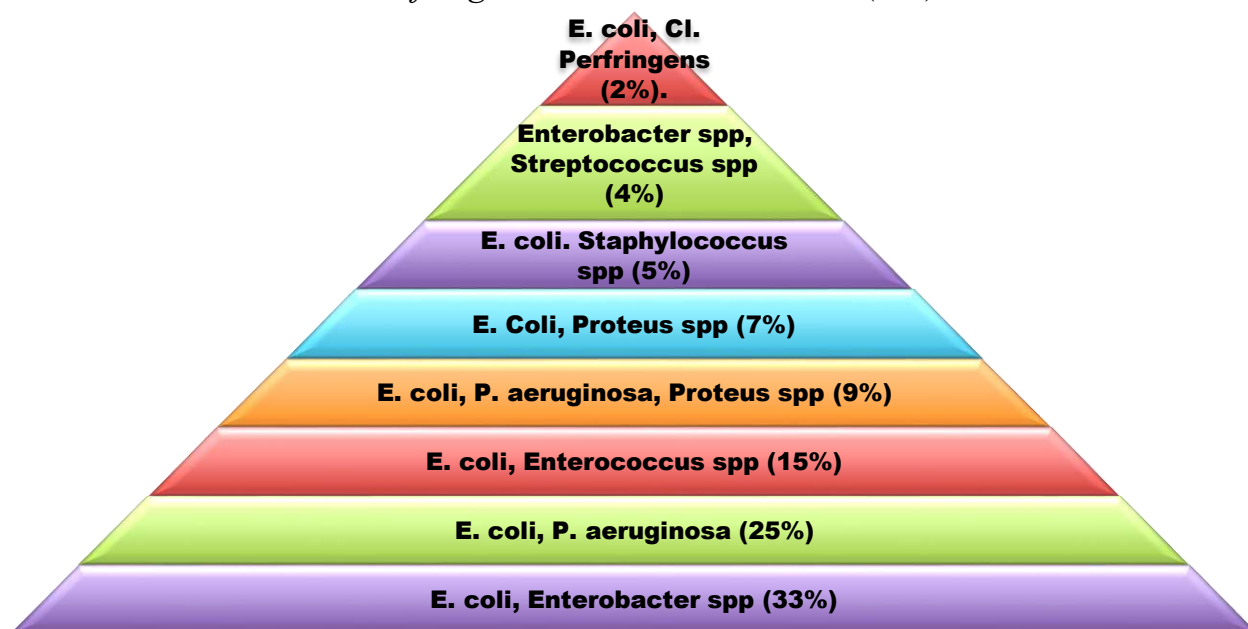 E. coli, Cl.
Perfringens
(2%).
Enterobacter spp,
Streptococcus spp
(4%)
E. coli. Staphylococcus
spp (5%)
E. Coli, Proteus spp (7%)
E. coli, P. aeruginosa, Proteus spp (9%)
E. coli, Enterococcus spp (15%)
E. coli, P. aeruginosa (25%)
E. coli, Enterobacter spp (33%)